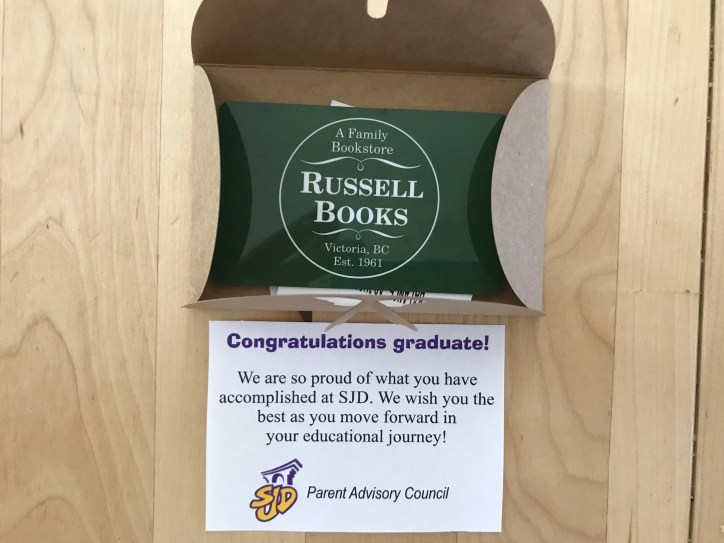 A Family
Bookstore
RUSSELL
BOOKS
Victoria, BC
Est. 1961
Congratulations graduate!
We are so proud of what you have
accomplished at SJD. We wish you the
best as you move forward in
your educational journey!
SJD
Parent Advisory Council